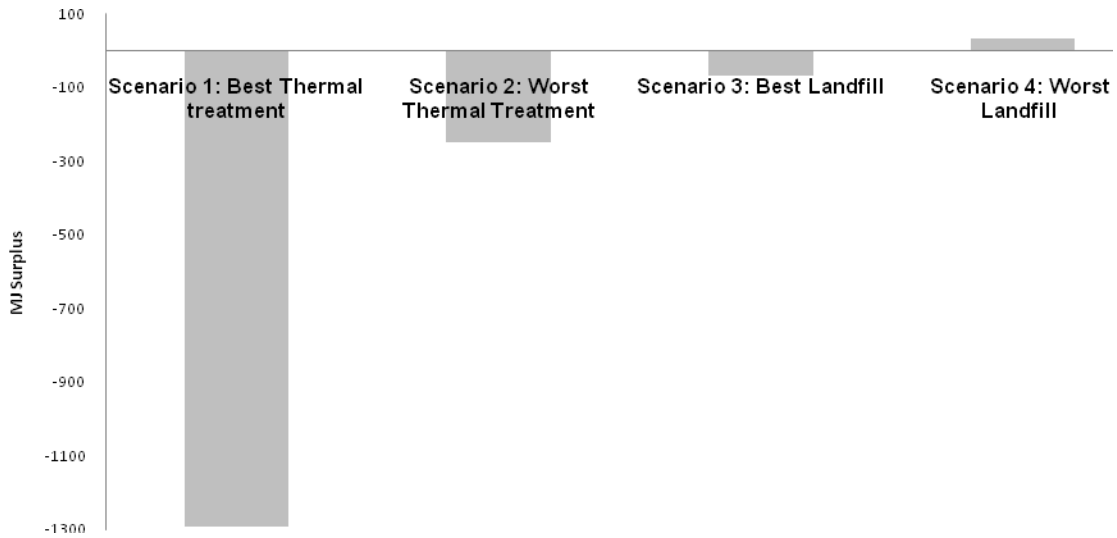 100
-100
-300
-500
-700
-900
-1100
-1300
MJ Surplus
Scenario 1: Best Thermal
treatment
Scenario 2: Worst
Thermal Treatment
Scenario 3: Best Landfill
Scenario 4: Worst
Landfill